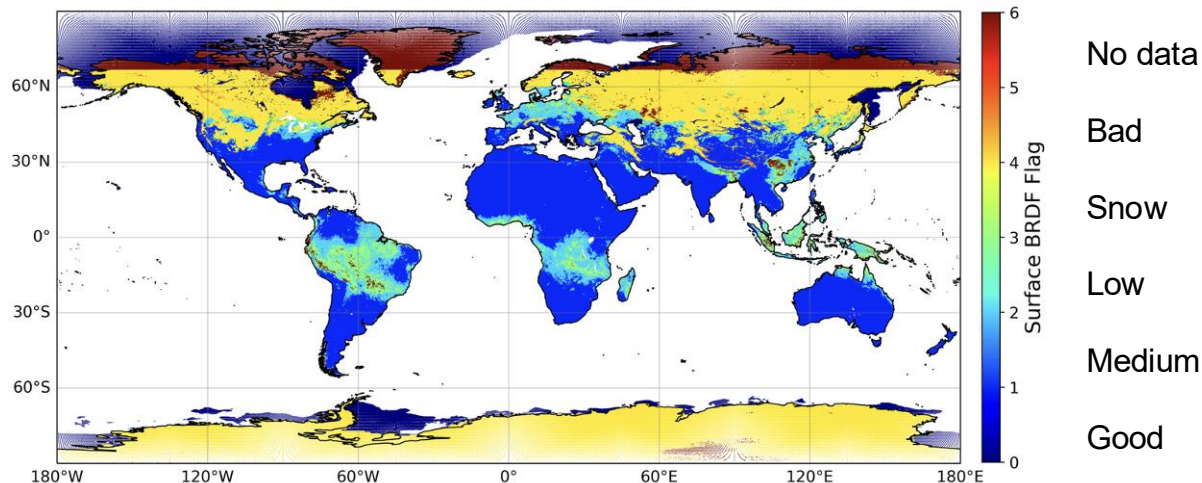 60°N
30°N
0°
30°S
60°S
180°W 120°W 60°W 0° 60°E 120°E 180°E
6
5
4
3
2
1
0
Surface BRDF Flag
No data
Bad
Snow
Low
Medium
Good